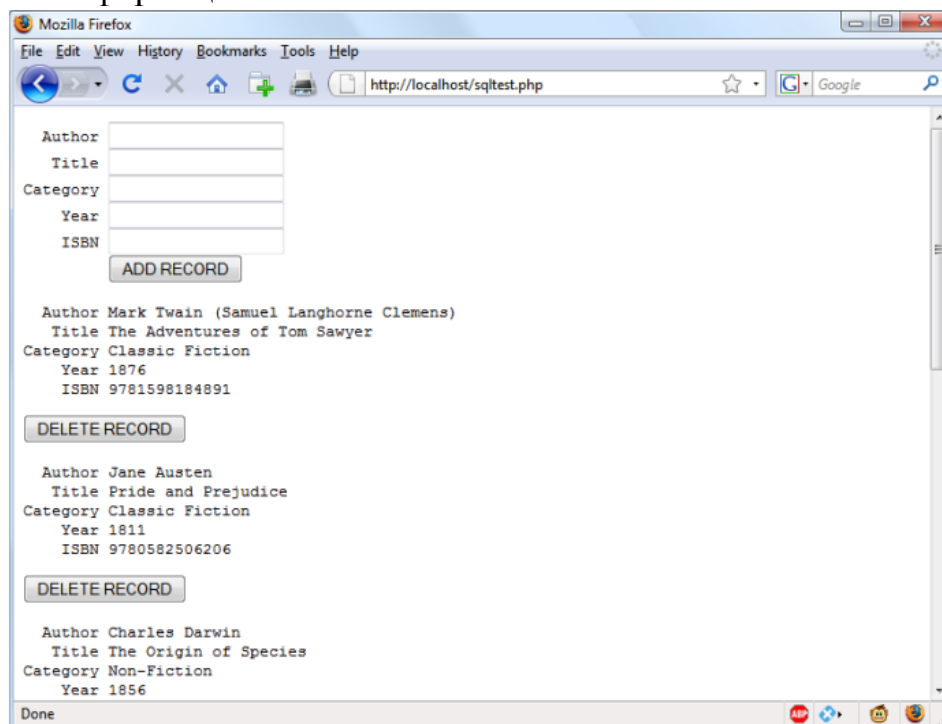 Mozilla Firefox
File Edit View History Bookmarks Tools Help
http://localhost/sqltest.php
G Google
Author
Title
Category
Year
ISBN
ADD RECORD
Author Mark Twain (Samuel Langhorne Clemens)
Title The Adventures of Tom Sawyer
Category Classic Fiction
Year 1876
ISBN 9781598184891
DELETE RECORD
Author Jane Austen
Title Pride and Prejudice
Category Classic Fiction
Year 1811
ISBN 9780582506206
DELETE RECORD
Author Charles Darwin
Title The Origin of Species
Category Non-Fiction
Year 1856
Done
ABP